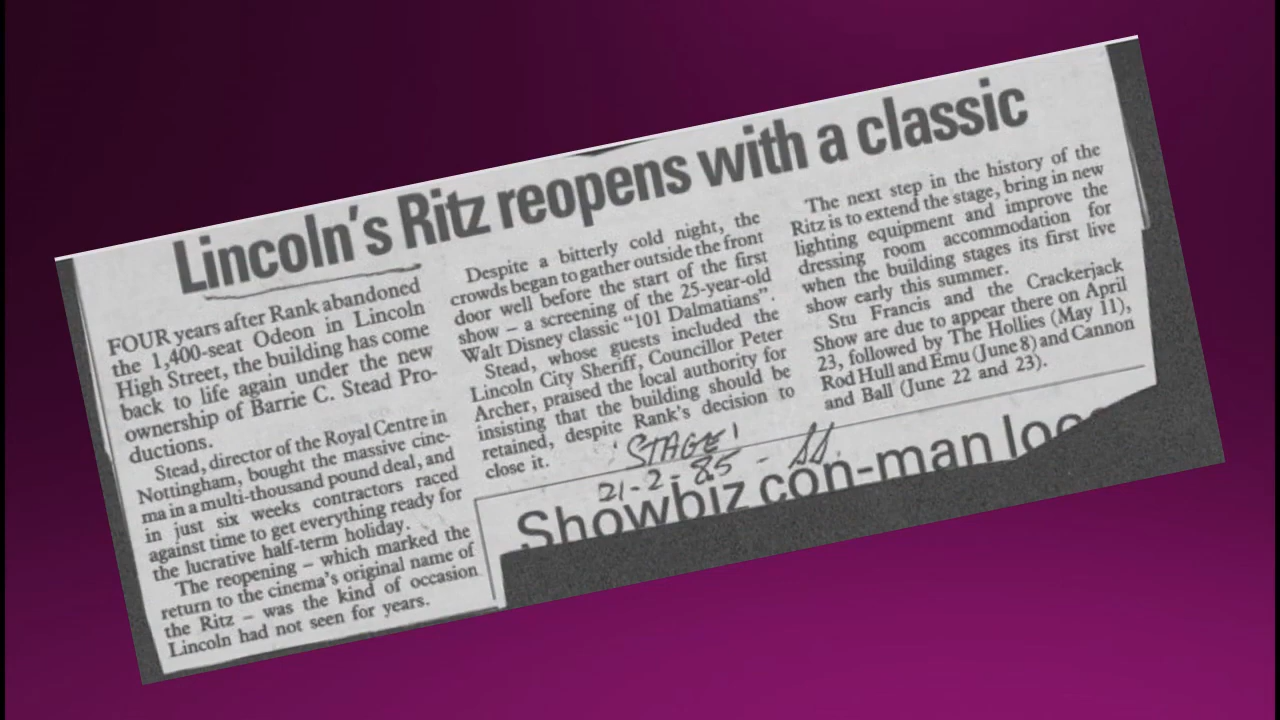 Lincoln's Ritz reopens with a classic
FOUR years after Rank abandoned
the 1,400-seat Odeon in Lincoln
High Street, the building has come
back to life again under the new
ownership of Barrie C. Stead Pro-
ductions.
Stead, director of the Royal Centre in
Nottingham, bought the massive cine-
ma in a multi-thousand pound deal, and
in just six weeks contractors raced
against time to get everything ready for
the lucrative half-term holiday.
The reopening – which marked the
return to the cinema's original name of
the Ritz – was the kind of occasion
Lincoln had not seen for years.
Despite a bitterly cold night, the
crowds began to gather outside the front
door well before the start of the first
show – a screening of the 25-year-old
Walt Disney classic "101 Dalmatians".
Stead, whose guests included the
Lincoln City Sheriff, Councillor Peter
Archer, praised the local authority for
insisting that the building should be
retained, despite Rank's decision to
close it.
The next step in the history of the
Ritz is to extend the stage, bring in new
lighting equipment and improve the
dressing room accommodation for
when the building stages its first live
show early this summer.
Stu Francis and the Crackerjack
Show are due to appear there on April
23, followed by The Hollies (May 11),
Rod Hull and Emu (June 8) and Cannon
and Ball (June 22 and 23).
'STAGE'
21-2-85 -
Showbiz con-man